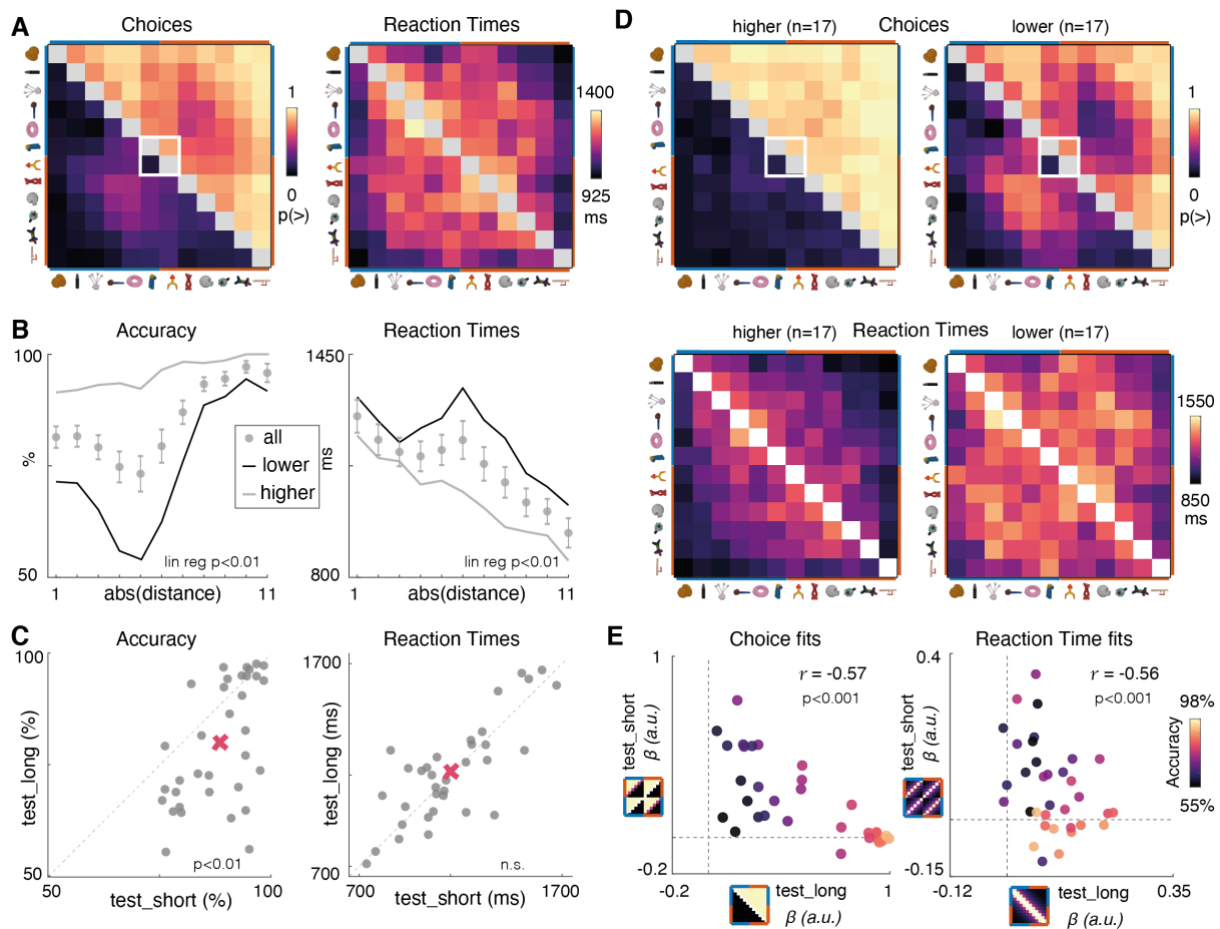 A
Choices
Reaction Times
1
0
p(>)
1400
925
ms
D
higher (n=17)
Choices
lower (n=17)
1
0
p(>)
higher (n=17)
Reaction Times
lower (n=17)
1550
850
ms
B
Accuracy
100
%
50
1
abs(distance)
11
lin reg p<0.01
all
lower
higher
Reaction Times
1450
ms
800
1
abs(distance)
11
lin reg p<0.01
C
Accuracy
100
test_long (%)
50
50
test_short (%)
100
p<0.01
Reaction Times
1700
test_long (ms)
700
700
test_short (ms)
1700
n.s.
E
Choice fits
1
r = -0.57
p<0.001
test_short
β (a.u.)
-0.2
-0.2
test_long
1
β (a.u.)
Reaction Time fits
0.4
r = -0.56
p<0.001
test_short
β (a.u.)
-0.15
-0.12
test_long
0.35
β (a.u.)
98%
Accuracy
55%